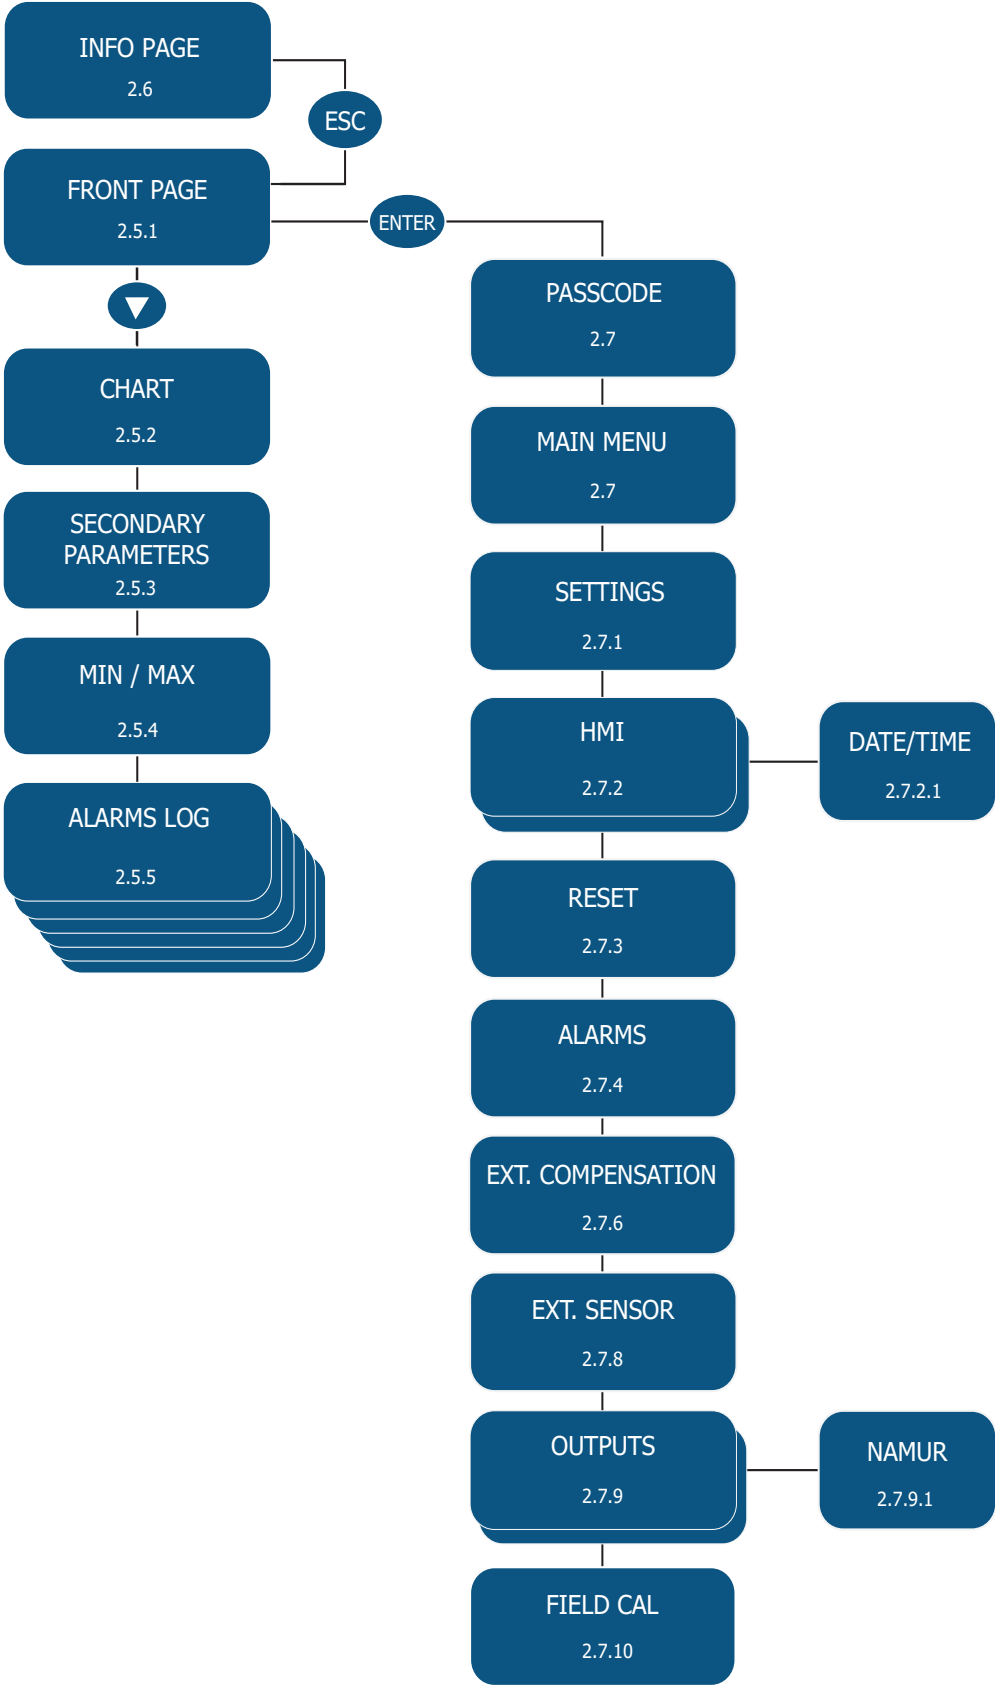 INFO PAGE
2.6
ESC
FRONT PAGE
2.5.1
ENTER
CHART
2.5.2
SECONDARY
PARAMETERS
2.5.3
MIN / MAX
2.5.4
ALARMS LOG
2.5.5
PASSCODE
2.7
MAIN MENU
2.7
SETTINGS
2.7.1
HMI
2.7.2
DATE/TIME
2.7.2.1
RESET
2.7.3
ALARMS
2.7.4
EXT. COMPENSATION
2.7.6
EXT. SENSOR
2.7.8
OUTPUTS
2.7.9
NAMUR
2.7.9.1
FIELD CAL
2.7.10